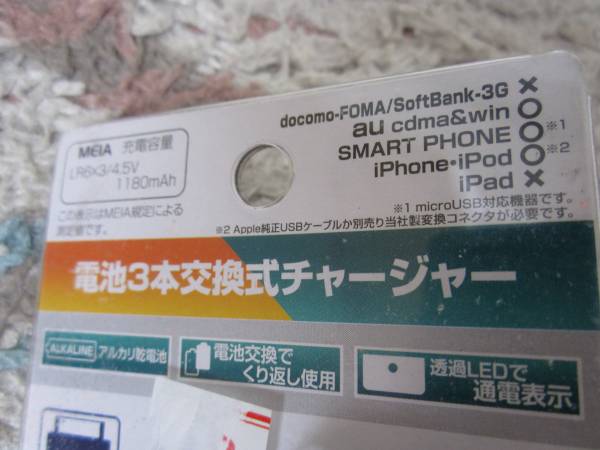 docomo-FOMA/SoftBank-3G ×
au cdma&win ○
SMART PHONE ○※1
iPhone・iPod ○※2
iPad ×
※1 microUSB対応機器です。
※2 Apple純正USBケーブルか別売り当社製変換コネクタが必要です。
MEIA 充電容量
LR6×3/4.5V
1180mAh
この表示はMEIA規定による
測定値です。
電池3本交換式チャージャー
ALKALINE アルカリ乾電池
電池交換で
くり返し使用
透過LEDで
通電表示